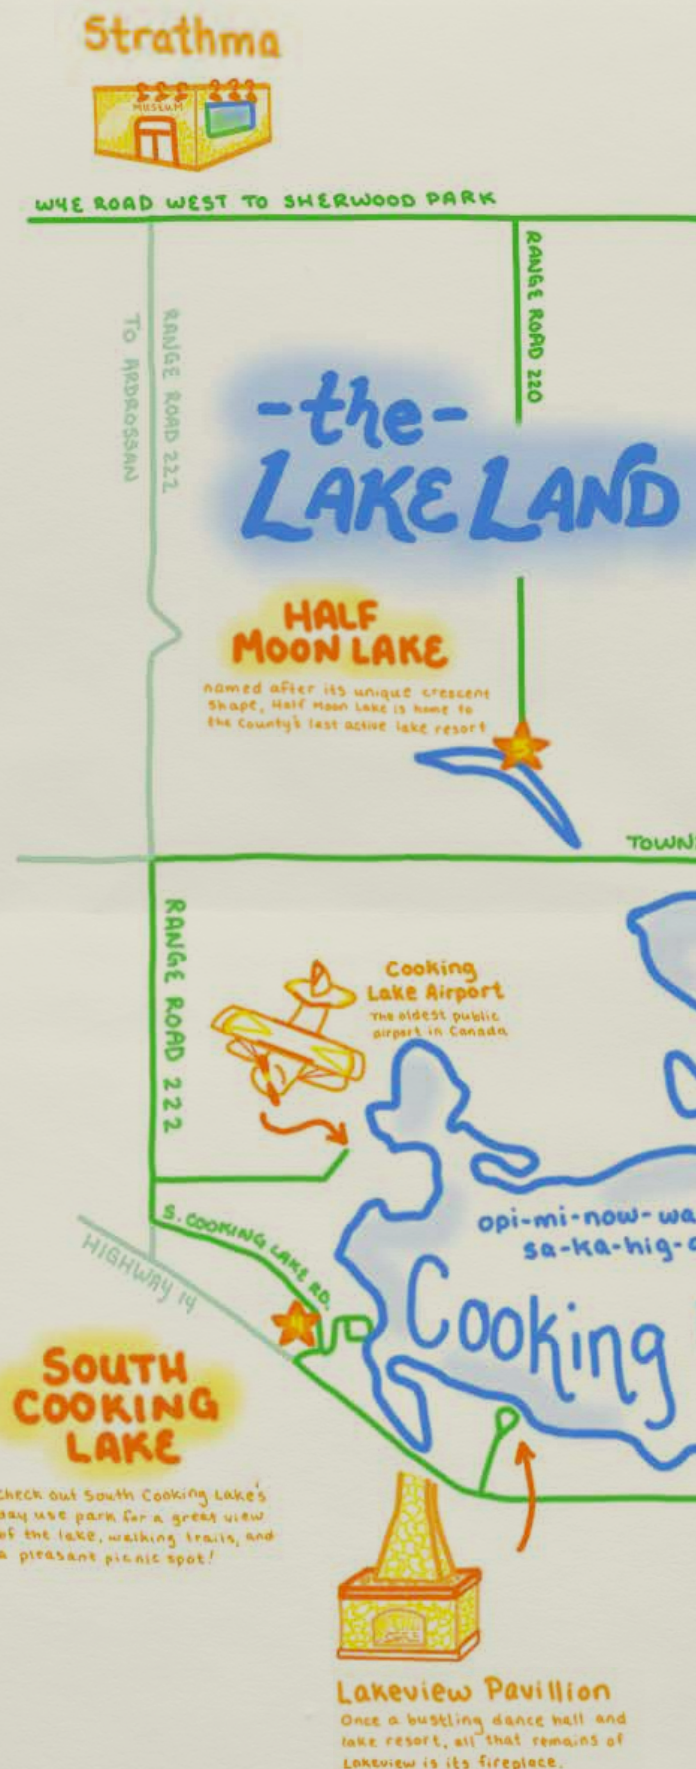 Strathma
MUSEUM
WYE ROAD WEST TO SHERWOOD PARK
RANGE ROAD 220
RANGE ROAD 222
TO ARDROSSAN
-the-
LAKELAND
HALF
MOON LAKE
named after its unique crescent
shape, Half Moon Lake is home to
the County's last active lake resort
5
TOWN
RANGE ROAD 222
Cooking
Lake Airport
The oldest public
airport in Canada
opi-mi-now-wa
sa-ka-hig-a
Cooking
S. COOKING LAKE RD.
HIGHWAY 14
SOUTH
COOKING
LAKE
check out South Cooking Lake's
day use park for a great view
of the lake, walking trails, and
a pleasant picnic spot!
Lakeview Pavillion
Once a bustling dance hall and
lake resort, all that remains of
Lakeview is its fireplace.